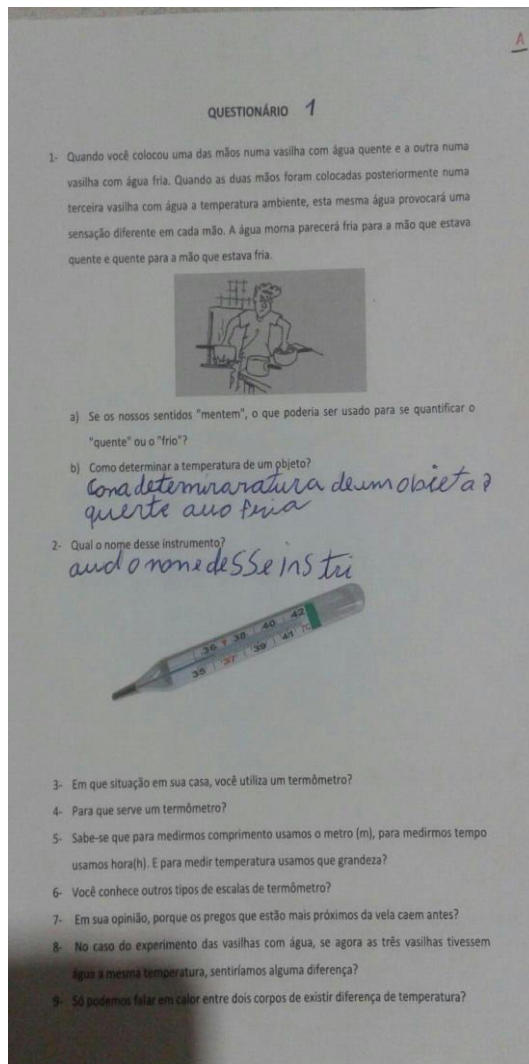 A
QUESTIONÁRIO 1
1- Quando você colocou uma das mãos numa vasilha com água quente e a outra numa
vasilha com água fria. Quando as duas mãos foram colocadas posteriormente numa
terceira vasilha com água a temperatura ambiente, esta mesma água provocará uma
sensação diferente em cada mão. A água morna parecerá fria para a mão que estava
quente e quente para a mão que estava fria.
a) Se os nossos sentidos "mentem", o que poderia ser usado para se quantificar o
"quente" ou o "frio"?
b) Como determinar a temperatura de um objeto?
deumobieta?
querte auo feria
2- Qual o nome desse instrumento?
aud o nome desse instri
36 38 40 42
35 37 39 41 °C
3- Em que situação em sua casa, você utiliza um termômetro?
4- Para que serve um termômetro?
5- Sabe-se que para medirmos comprimento usamos o metro (m), para medirmos tempo
usamos hora(h). E para medir temperatura usamos que grandeza?
6- Você conhece outros tipos de escalas de termômetro?
7- Em sua opinião, porque os pregos que estão mais próximos da vela caem antes?
8- No caso do experimento das vasilhas com água, se agora as três vasilhas tivessem
água a mesma temperatura, sentiríamos alguma diferença?
9- Só podemos falar em calor entre dois corpos de existir diferença de temperatura?